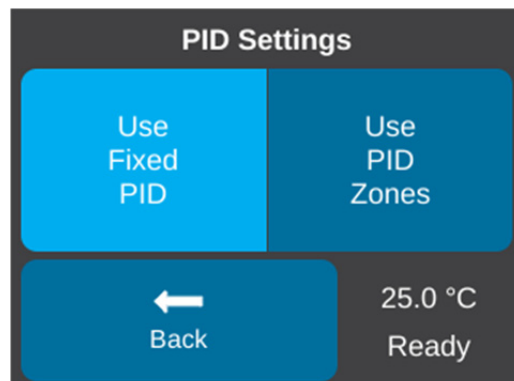 PID Settings
Use
Fixed
PID
Use
PID
Zones
Back
25.0 °C
Ready